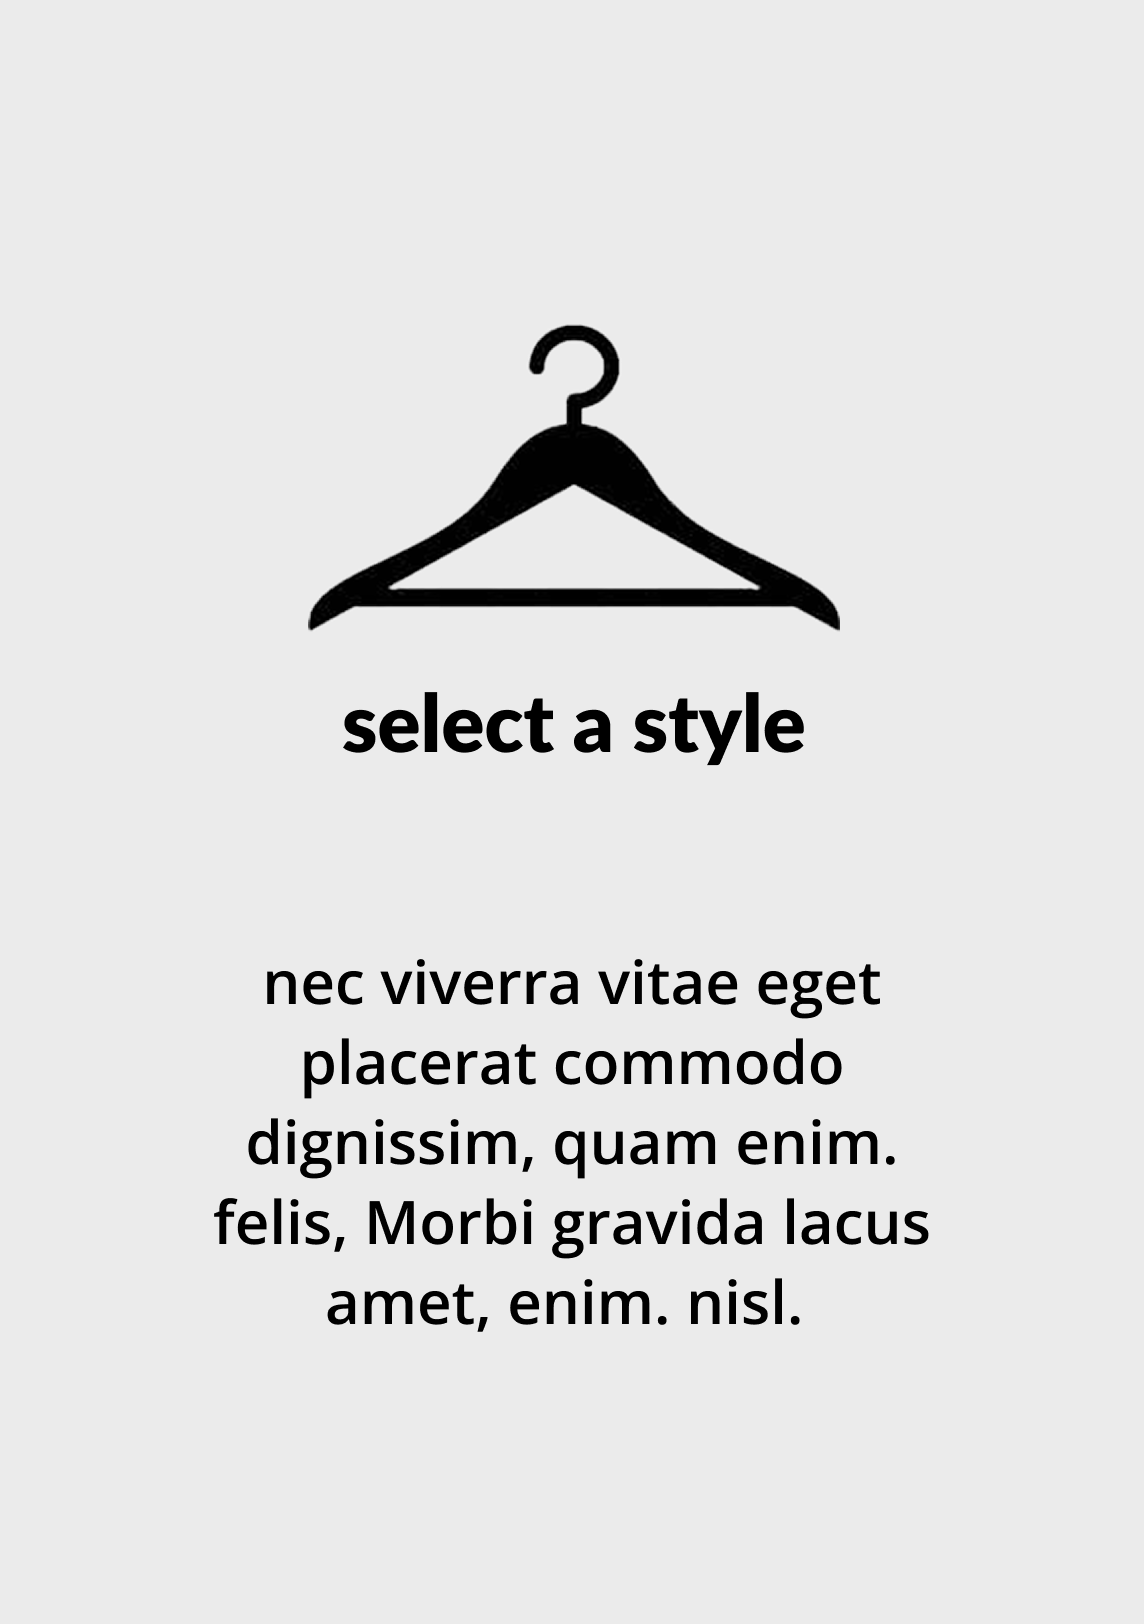 select a style
nec viverra vitae eget
placerat commodo
dignissim, quam enim.
felis, Morbi gravida lacus
amet, enim. nisl.